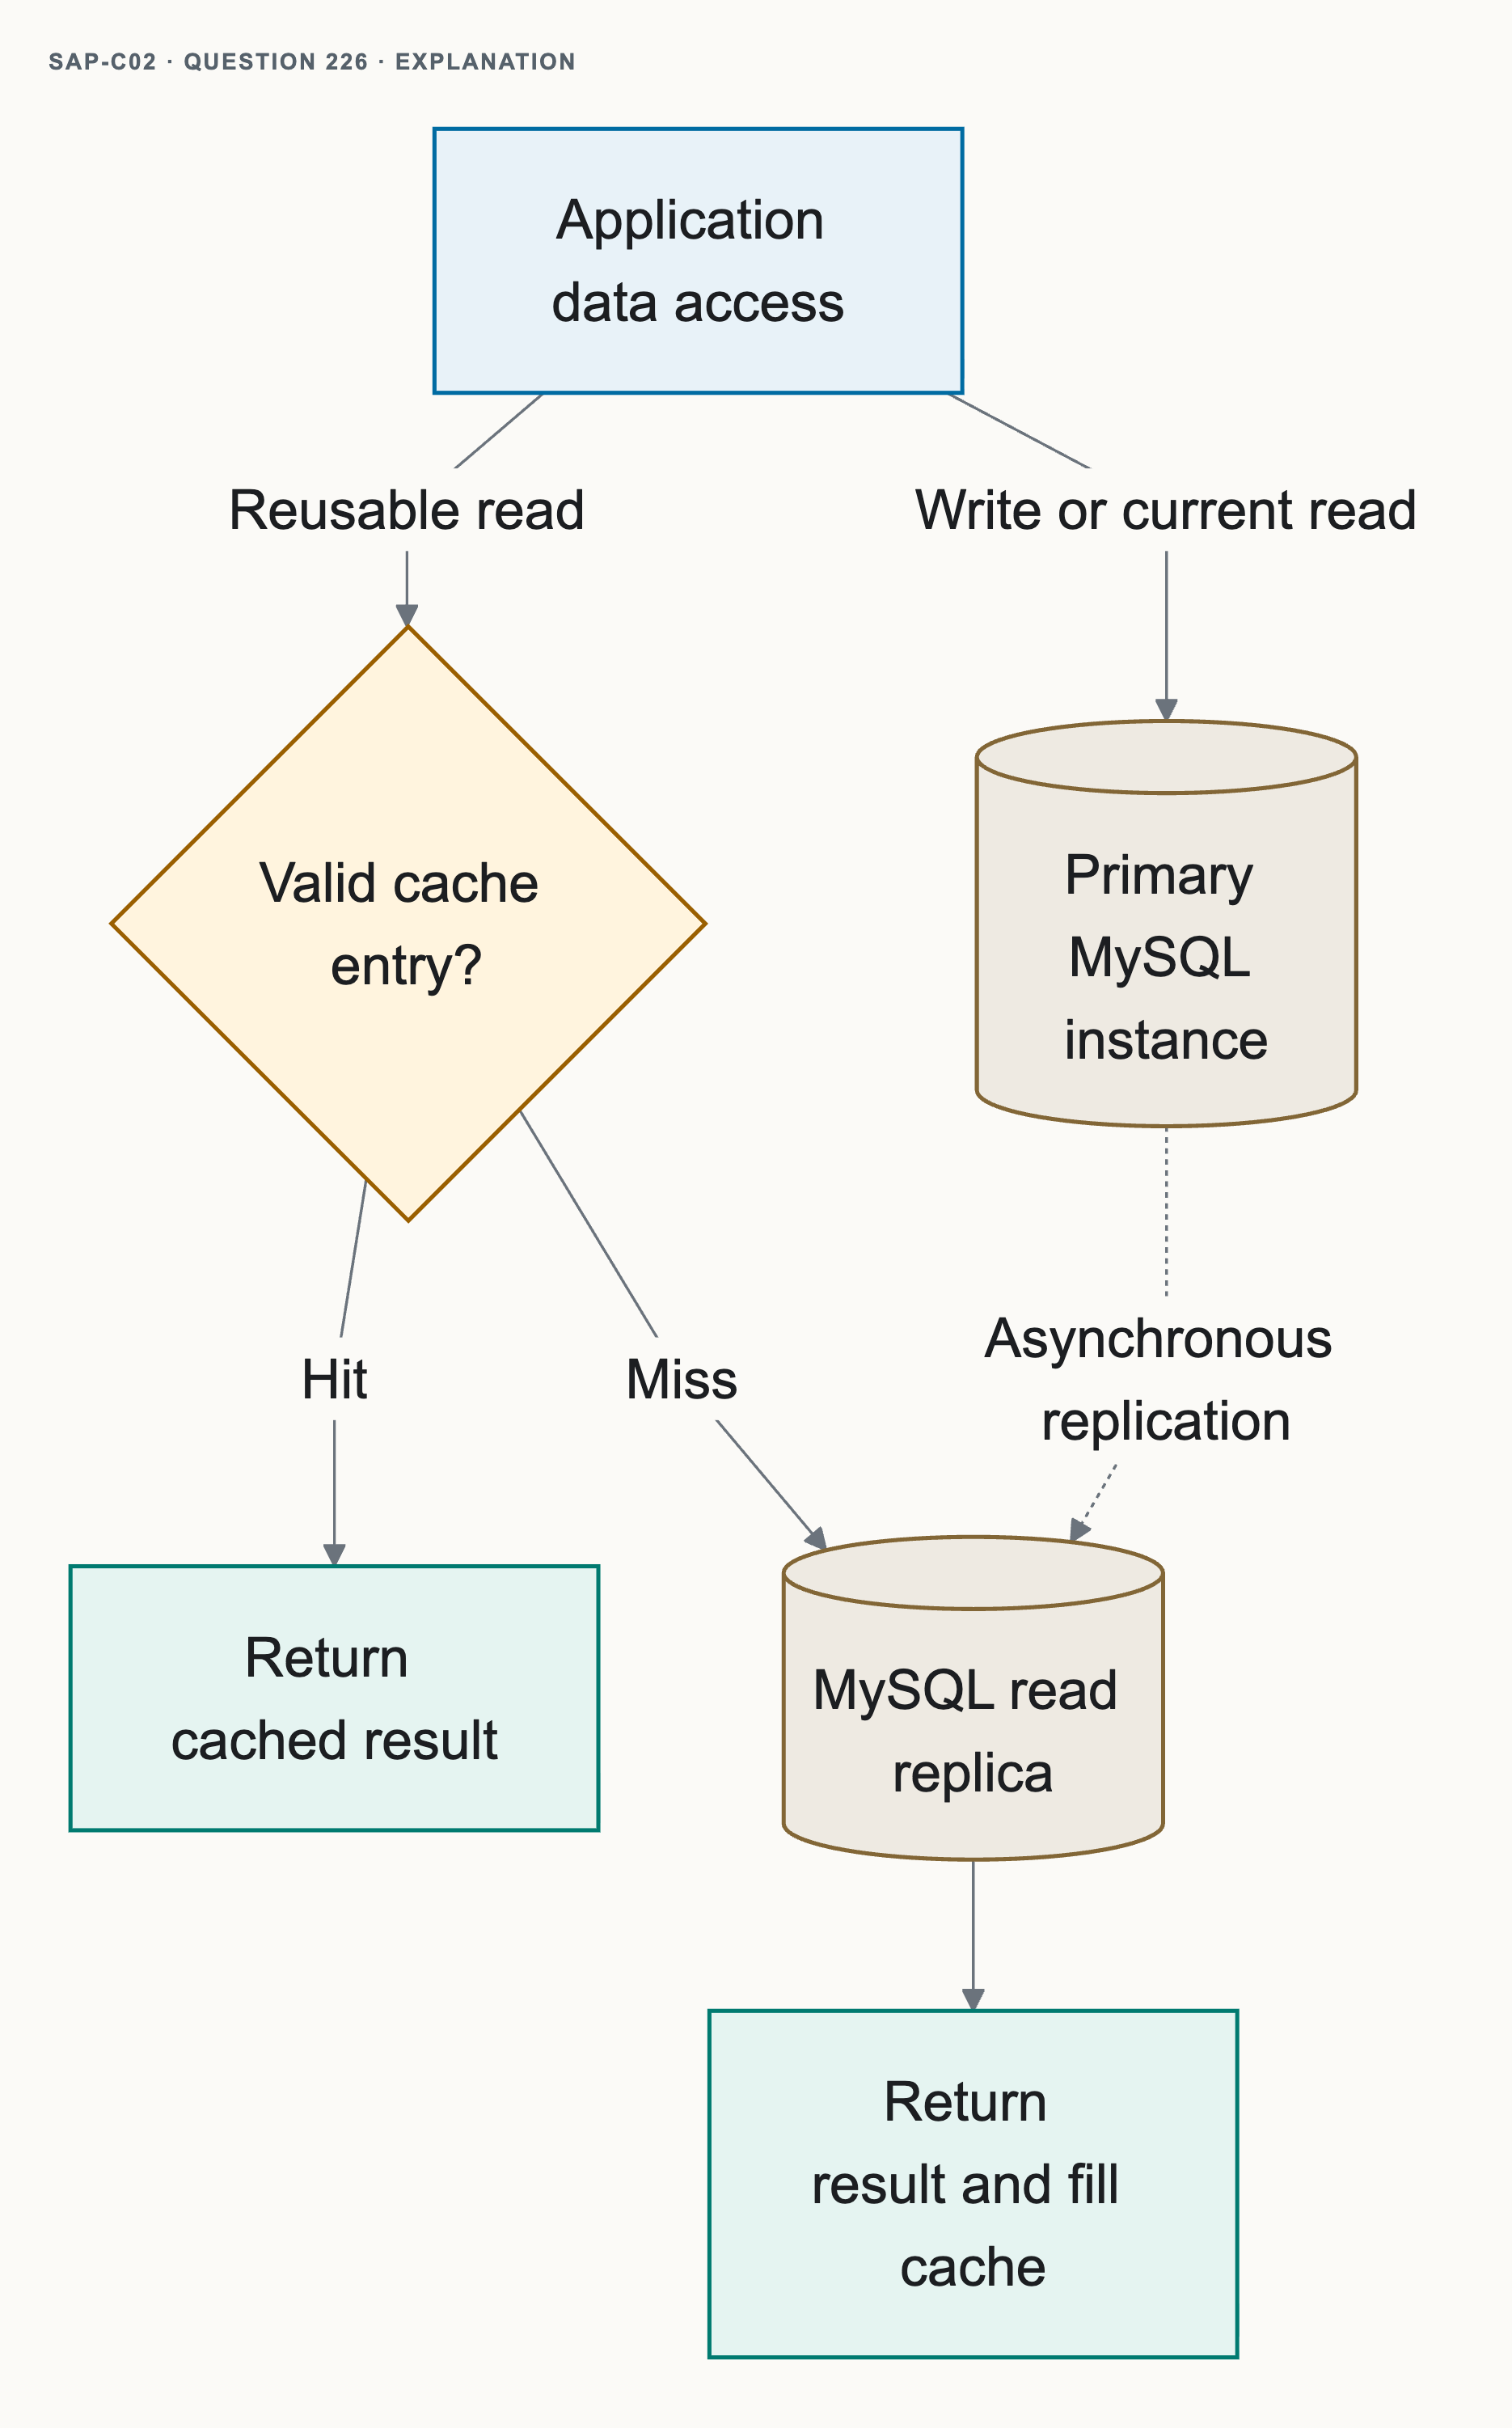 SAP-C02 · QUESTION 226 · EXPLANATION
Application
data access
Reusable read
Write or current read
Valid cache
entry?
Primary
MySQL
instance
Hit
Miss
Asynchronous
replication
Return
cached result
MySQL read
replica
Return
result and fill
cache